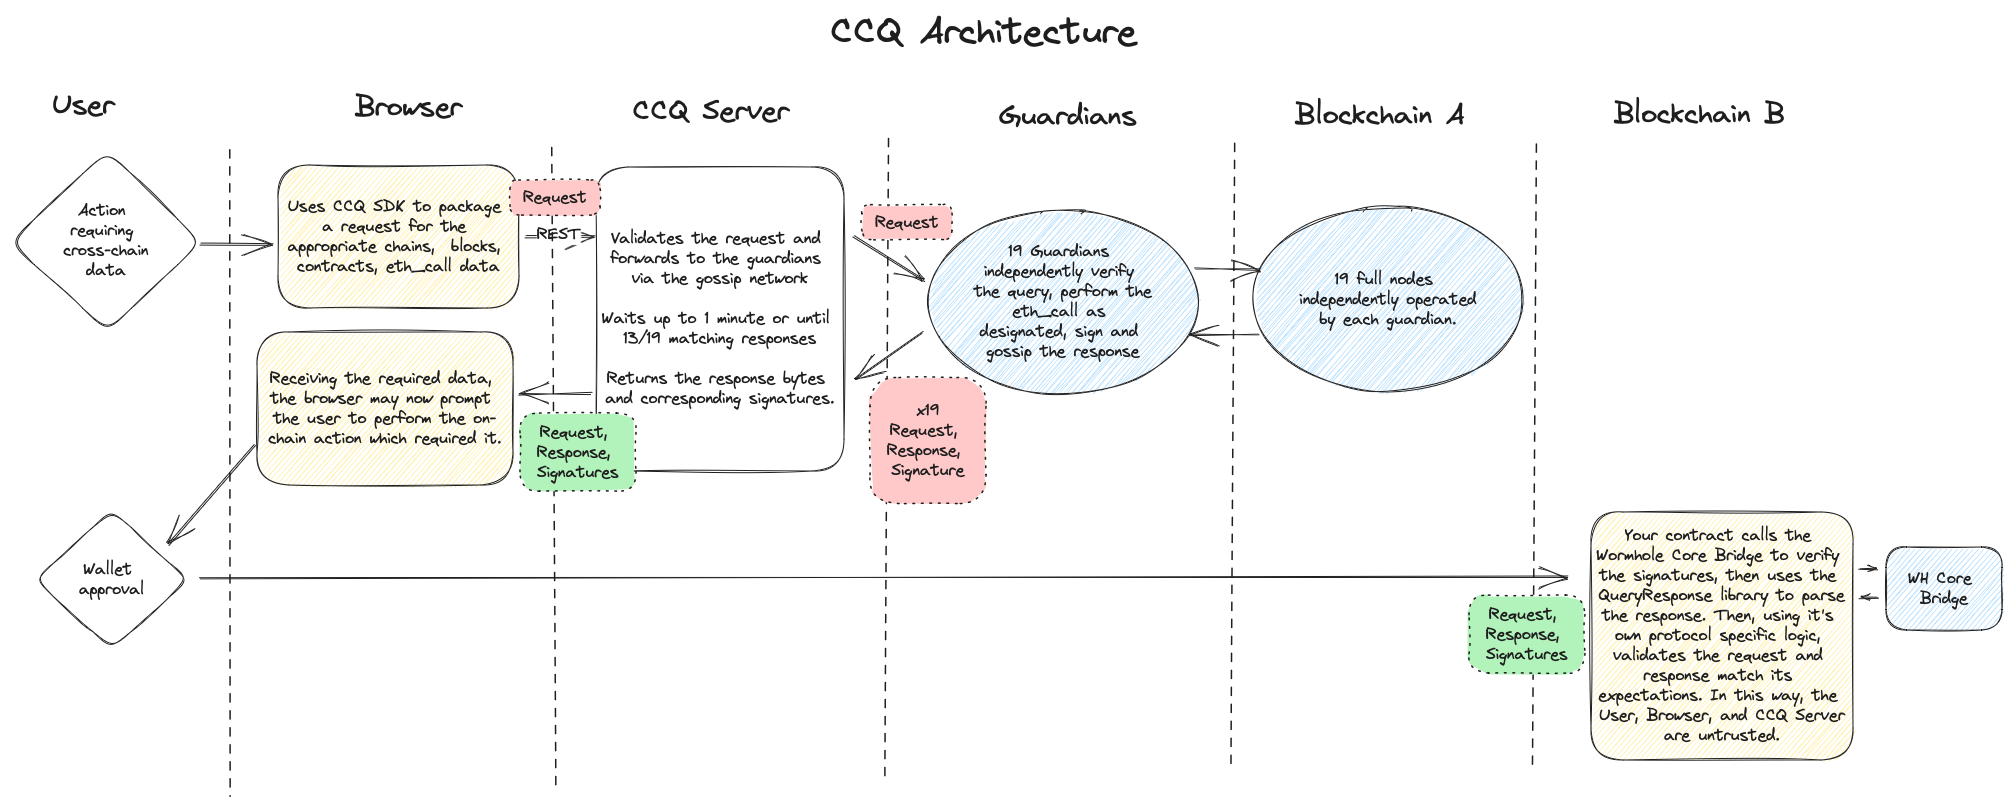 CCQ Architecture
User
Browser
CCQ Server
Guardians
Blockchain A
Blockchain B
Action
requiring
cross-chain
data
Uses CCQ SDK to package
a request for the
appropriate chains, blocks,
contracts, eth_call data
Request
REST
Validates the request and
forwards to the guardians
via the gossip network
Waits up to 1 minute or until
13/19 matching responses
Returns the response bytes
and corresponding signatures.
Request
19 Guardians
independently verify
the query, perform the
eth_call as
designated, sign and
gossip the response
19 full nodes
independently operated
by each guardian.
x19
Request,
Response,
Signature
Request,
Response,
Signatures
Receiving the required data,
the browser may now prompt
the user to perform the on-
chain action which required it.
Wallet
approval
Request,
Response,
Signatures
Your contract calls the
Wormhole Core Bridge to verify
the signatures, then uses the
QueryResponse library to parse
the response. Then, using it's
own protocol specific logic,
validates the request and
response match its
expectations. In this way, the
User, Browser, and CCQ Server
are untrusted.
WH Core
Bridge